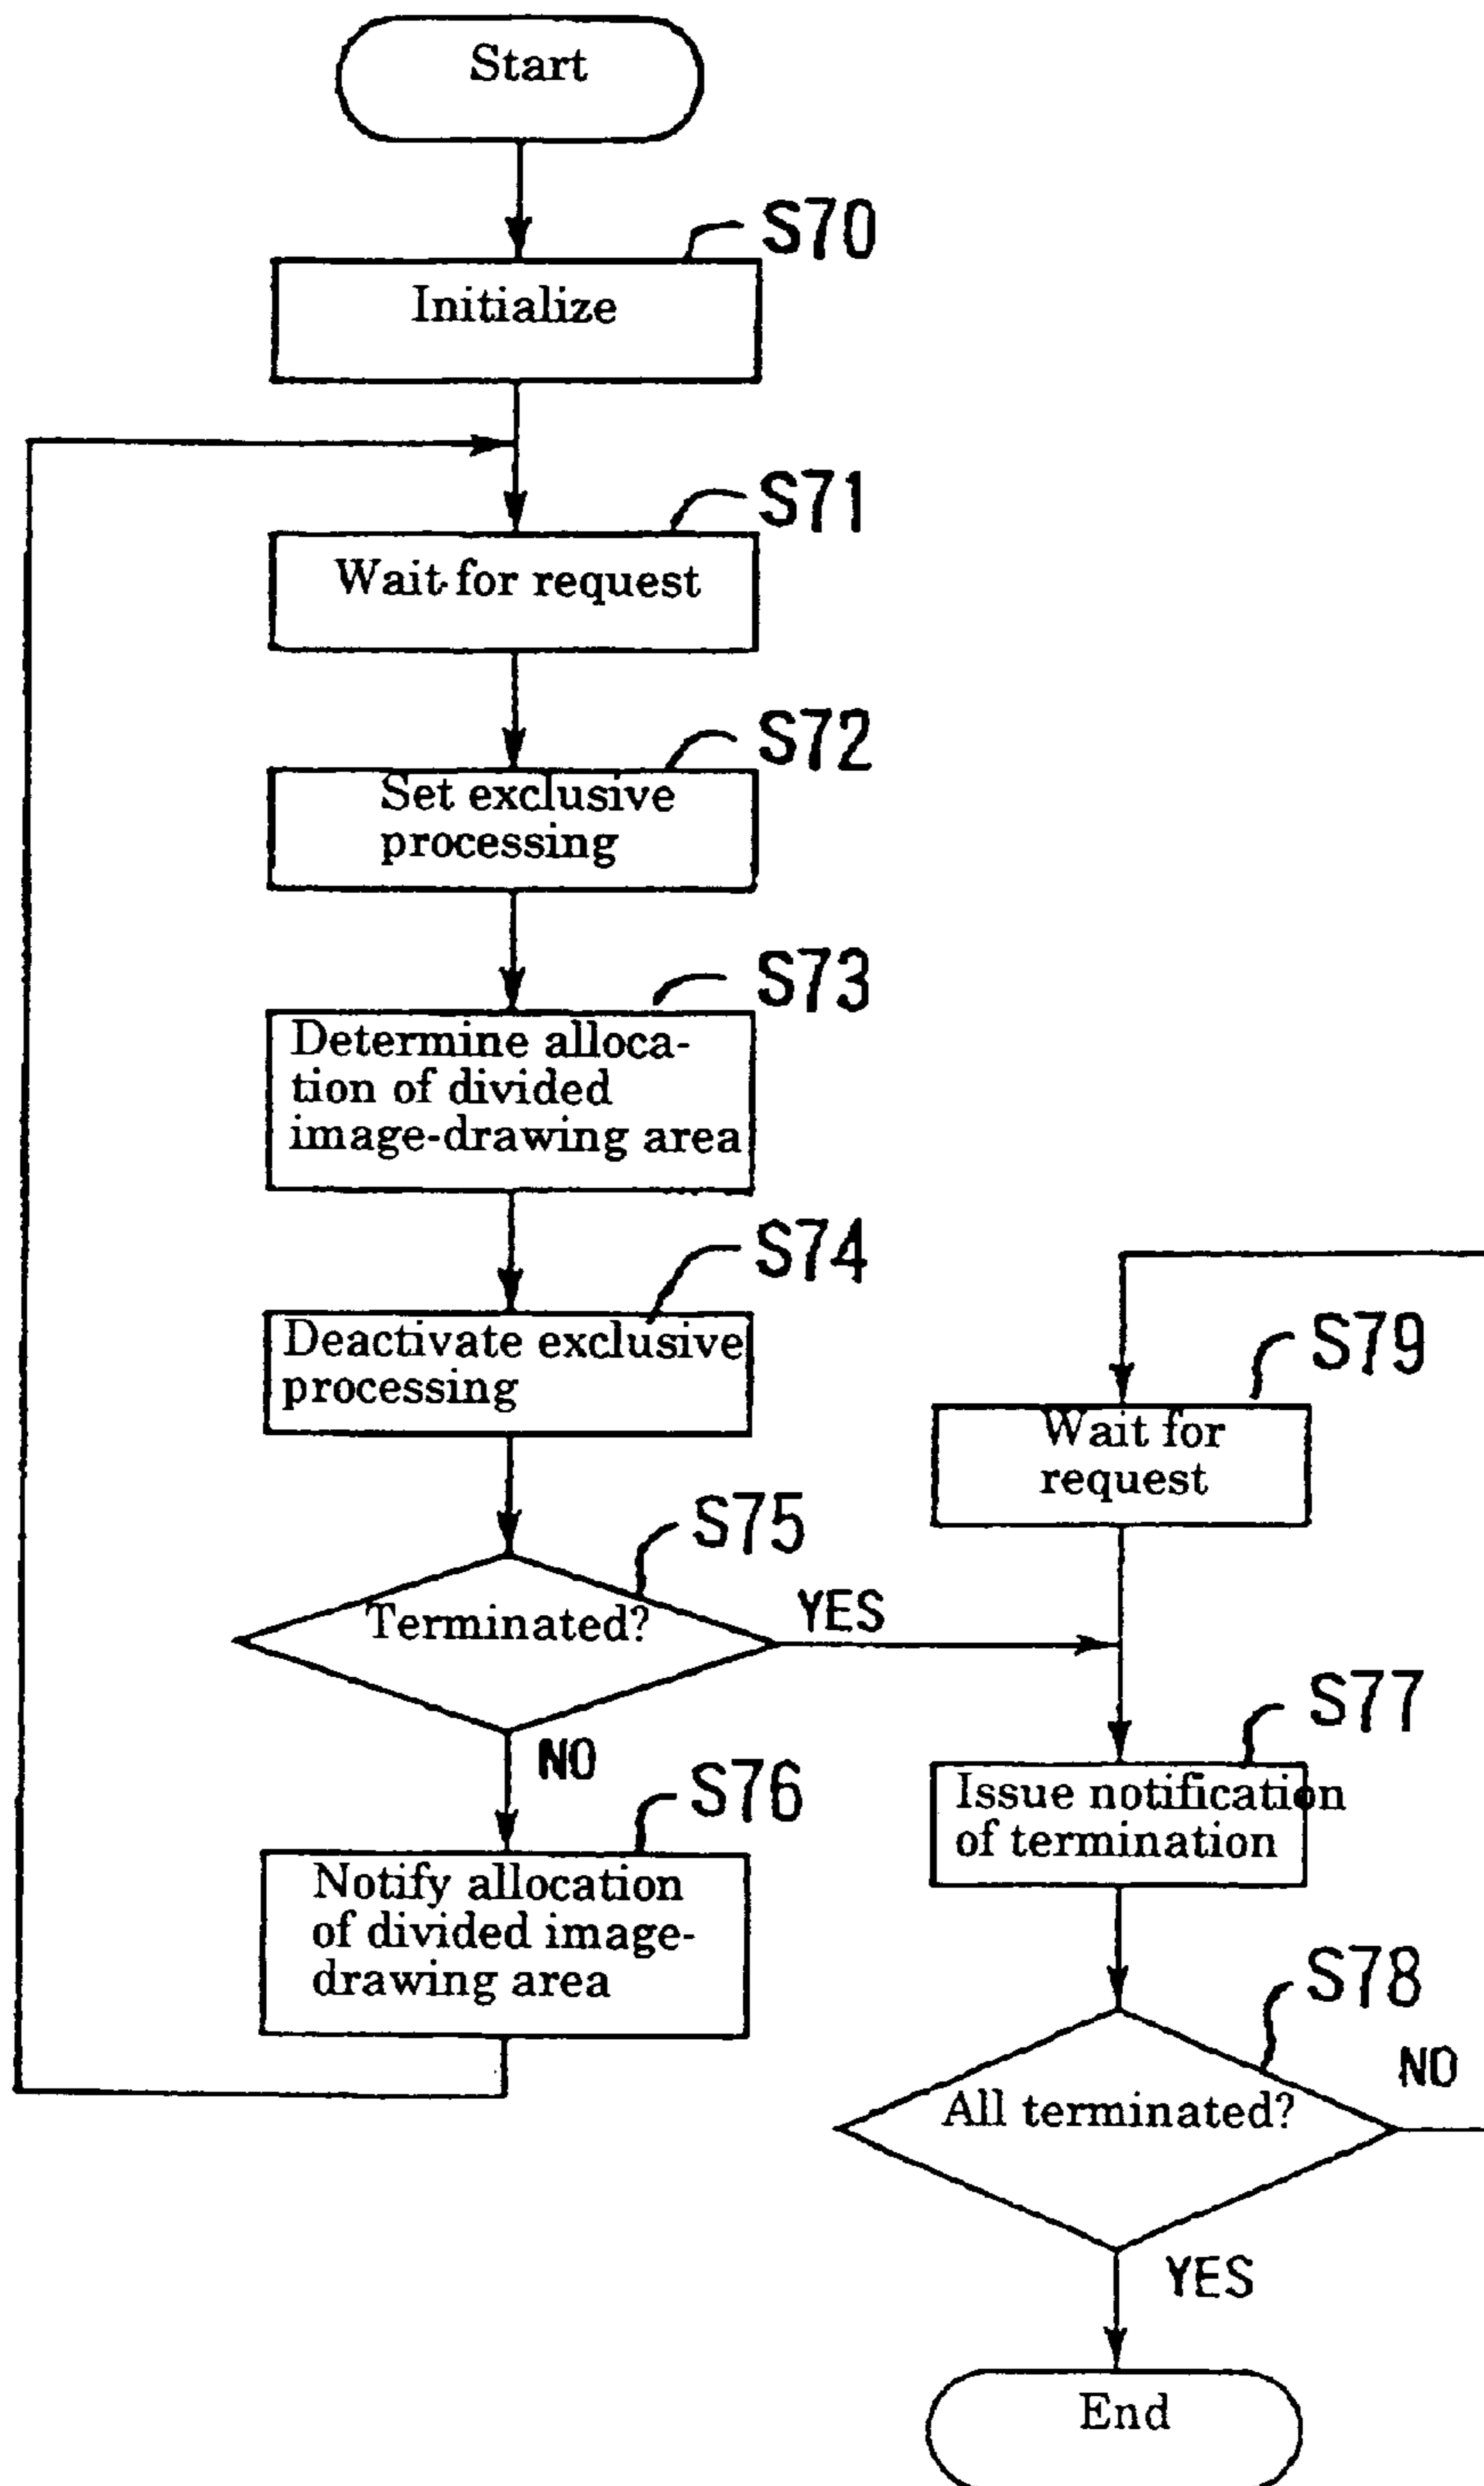 Start
S70
Initialize
S71
Wait for request
S72
Set exclusive
processing
S73
Determine alloca-
tion of divided
image-drawing area
S74
Deactivate exclusive
processing
S75
Terminated?
YES
NO
S76
Notify allocation
of divided image-
drawing area
S79
Wait for
request
S77
Issue notification
of termination
S78
All terminated?
NO
YES
End